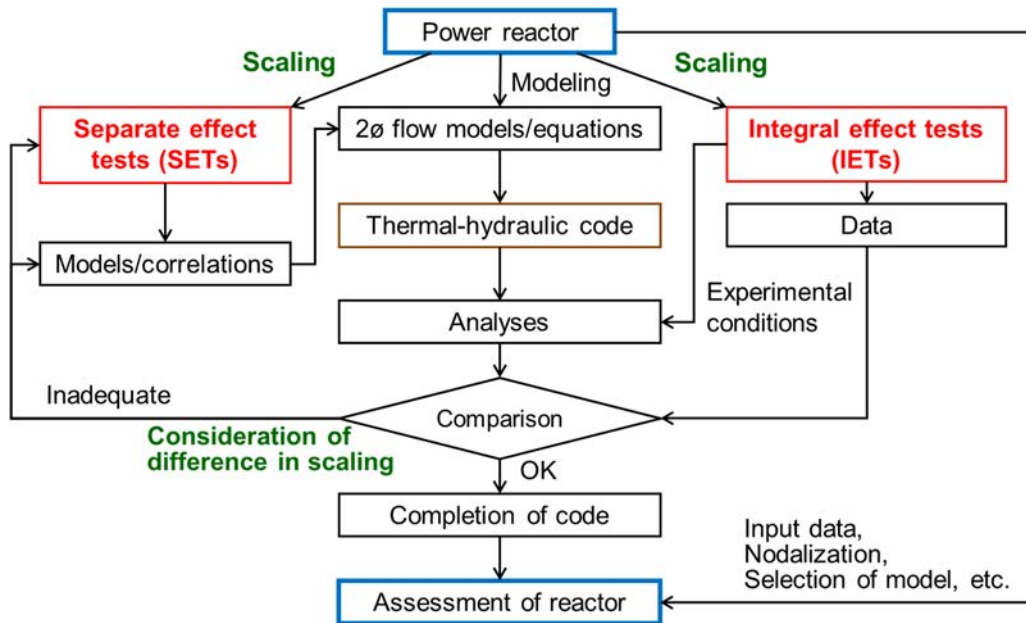 Power reactor
Scaling
Modeling
Scaling
Separate effect
tests (SETs)
2ø flow models/equations
Integral effect tests
(IETs)
Thermal-hydraulic code
Data
Models/correlations
Experimental
conditions
Analyses
Inadequate
Comparison
Consideration of
difference in scaling
OK
Completion of code
Input data,
Nodalization,
Selection of model, etc.
Assessment of reactor